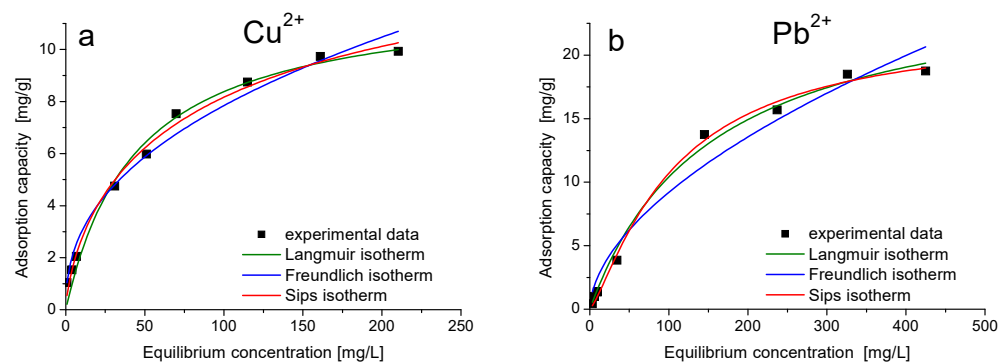 a
Cu²⁺
Adsorption capacity [mg/g]
10
8
6
4
2
0
experimental data
Langmuir isotherm
Freundlich isotherm
Sips isotherm
0 50 100 150 200 250
Equilibrium concentration [mg/L]
b
Pb²⁺
Adsorption capacity [mg/g]
20
15
10
5
0
experimental data
Langmuir isotherm
Freundlich isotherm
Sips isotherm
0 100 200 300 400 500
Equilibrium concentration [mg/L]